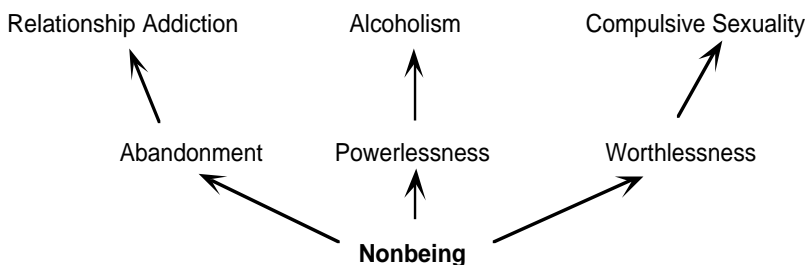 Relationship Addiction Alcoholism Compulsive Sexuality
Abandonment Powerlessness Worthlessness
Nonbeing